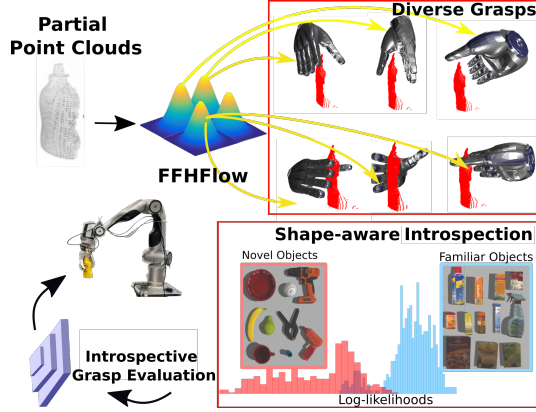 Partial
Point Clouds
Diverse Grasps
FFHFlow
Shape-aware Introspection
Novel Objects
Familiar Objects
Introspective
Grasp Evaluation
Log-likelihoods